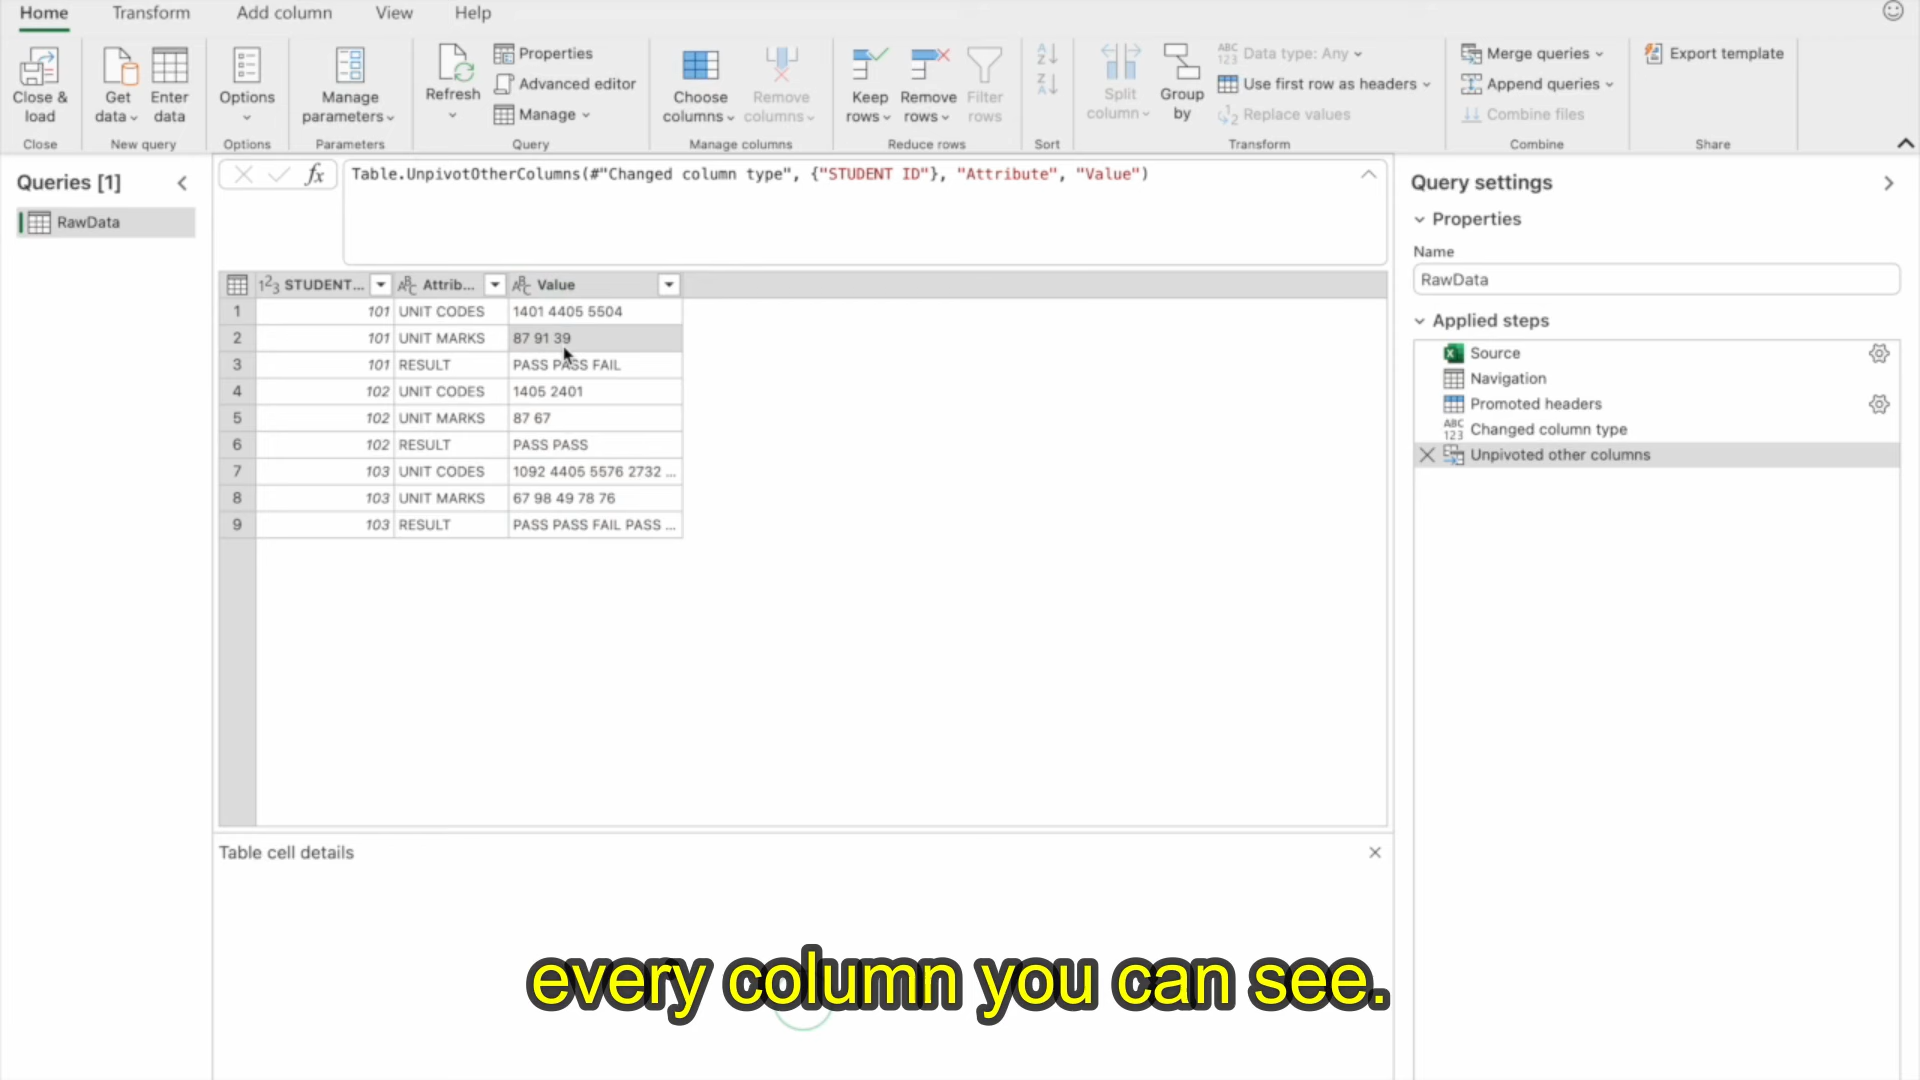 Home Transform Add column View Help
Close & load
Get data
Enter data
Options
Manage parameters
Refresh
Properties
Advanced editor
Manage
Choose columns
Remove columns
Keep rows
Remove rows
Filter rows
Split column
Group by
Data type: Any
Use first row as headers
Replace values
Merge queries
Append queries
Combine files
Export template
Close New query Options Parameters Query Manage columns Reduce rows Sort Transform Combine Share
Queries [1]
RawData
fx Table.UnpivotOtherColumns(#"Changed column type", {"STUDENT ID"}, "Attribute", "Value")
123 STUDENT... ABC Attrib... ABC Value
1 101 UNIT CODES 1401 4405 5504
2 101 UNIT MARKS 87 91 39
3 101 RESULT PASS PASS FAIL
4 102 UNIT CODES 1405 2401
5 102 UNIT MARKS 87 67
6 102 RESULT PASS PASS
7 103 UNIT CODES 1092 4405 5576 2732 ...
8 103 UNIT MARKS 67 98 49 78 76
9 103 RESULT PASS PASS FAIL PASS ...
Query settings
Properties
Name
RawData
Applied steps
Source
Navigation
Promoted headers
Changed column type
Unpivoted other columns
Table cell details
every column you can see.